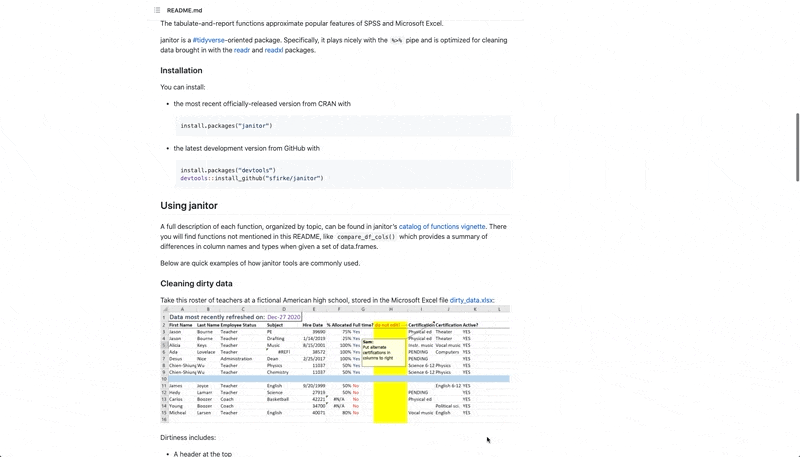 README.md
The tabulate-and-report functions approximate popular features of SPSS and Microsoft Excel.
janitor is a #tidyverse-oriented package. Specifically, it plays nicely with the %>% pipe and is optimized for cleaning
data brought in with the readr and readxl packages.
Installation
You can install:
• the most recent officially-released version from CRAN with
install.packages("janitor")
• the latest development version from GitHub with
install.packages("devtools")
devtools::install_github("sfirke/janitor")
Using janitor
A full description of each function, organized by topic, can be found in janitor's catalog of functions vignette. There
you will find functions not mentioned in this README, like compare_df_cols() which provides a summary of
differences in column names and types when given a set of data.frames.
Below are quick examples of how janitor tools are commonly used.
Cleaning dirty data
Take this roster of teachers at a fictional American high school, stored in the Microsoft Excel file dirty_data.xlsx:
A B C D E F G H I J K L
1 Data most recently refreshed on: Dec-27 2020
2 First Name Last Name Employee Status Subject Hire Date % Allocated Full time? do not edit! Certification Certification Active?
3 Jason Bourne Teacher PE 39690 75% Yes Physical ed Theater YES
4 Jason Bourne Teacher Drafting 1/14/2019 25% Yes Physical ed Theater YES
5 Alicia Keys Teacher Music 8/15/2001 100% Yes Instr. music Vocal music YES
6 Ada Lovelace Teacher #REF! 38572 100% Yes PENDING Computers YES
7 Desus Nice Administration Dean 2/25/2017 100% Yes PENDING YES
8 Chien-Shiung Wu Teacher Physics 11037 50% Yes Science 6-12 Physics YES
9 Chien-Shiung Wu Teacher Chemistry 11037 50% Yes Science 6-12 Physics YES
10
11 James Joyce Teacher English 9/20/1999 50% No English 6-12 YES
12 Hedy Lamarr Teacher Science 27919 50% No PENDING YES
13 Carlos Boozer Coach Basketball 42221 #N/A No Physical ed YES
14 Young Boozer Coach 34700 #N/A No Political sci. YES
15 Micheal Larsen Teacher English 40071 80% No Vocal music English YES
16
Sam:
Put alternate
certifications in
columns to right
Dirtiness includes:
• A header at the top